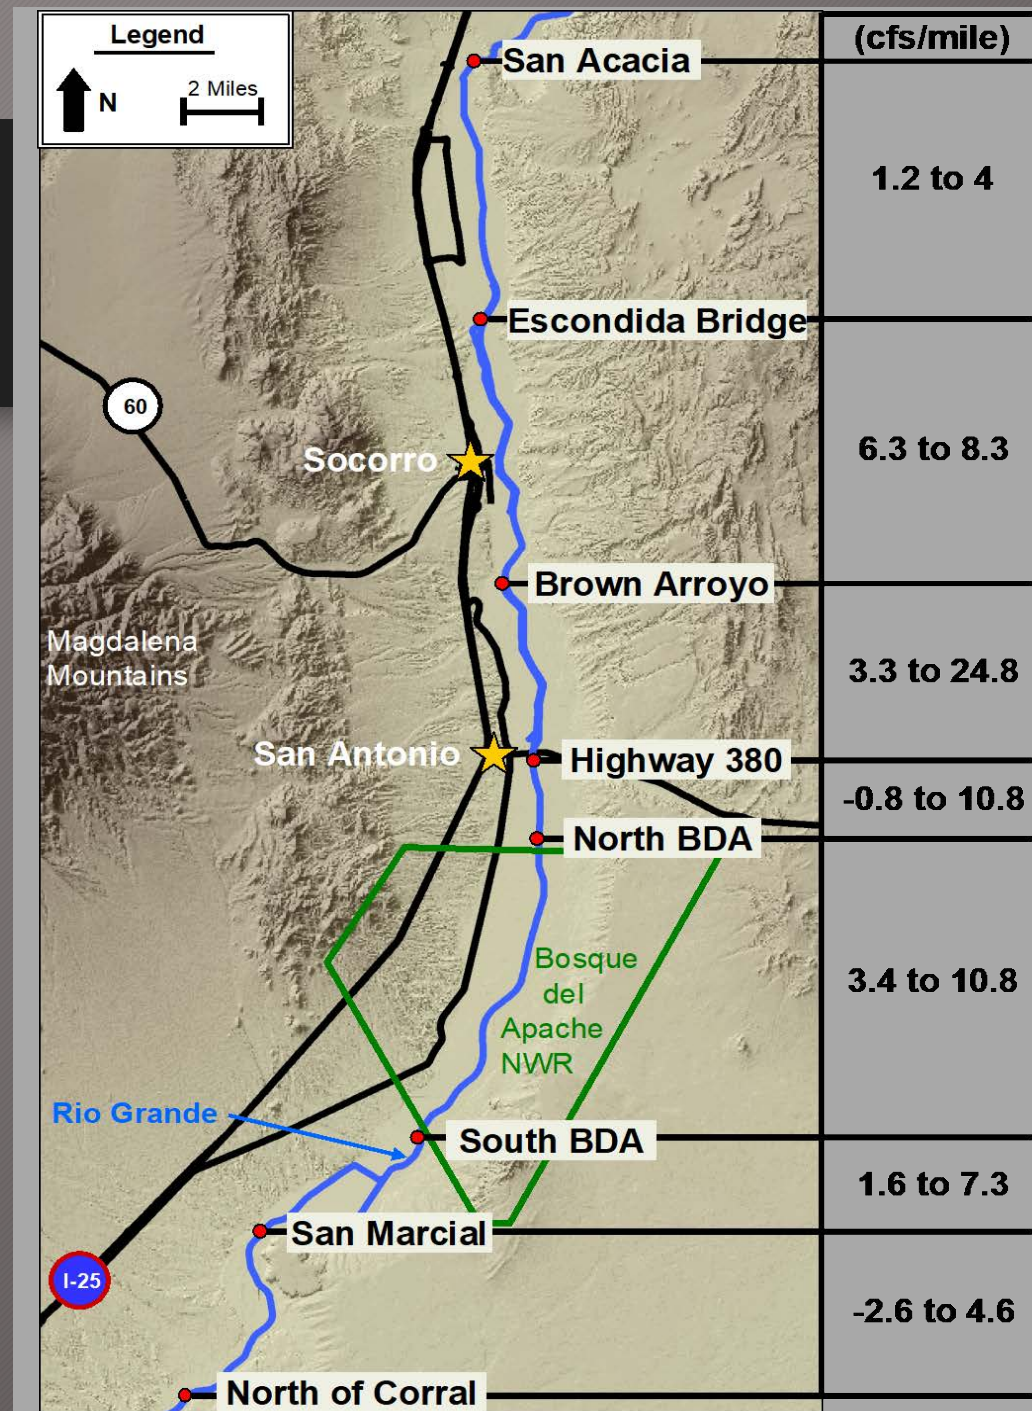 Legend
N
2 Miles
(cfs/mile)
San Acacia
1.2 to 4
Escondida Bridge
60
6.3 to 8.3
Socorro
Brown Arroyo
Magdalena
Mountains
3.3 to 24.8
San Antonio
Highway 380
-0.8 to 10.8
North BDA
Bosque
del
Apache
NWR
3.4 to 10.8
Rio Grande
South BDA
1.6 to 7.3
San Marcial
I-25
-2.6 to 4.6
North of Corral